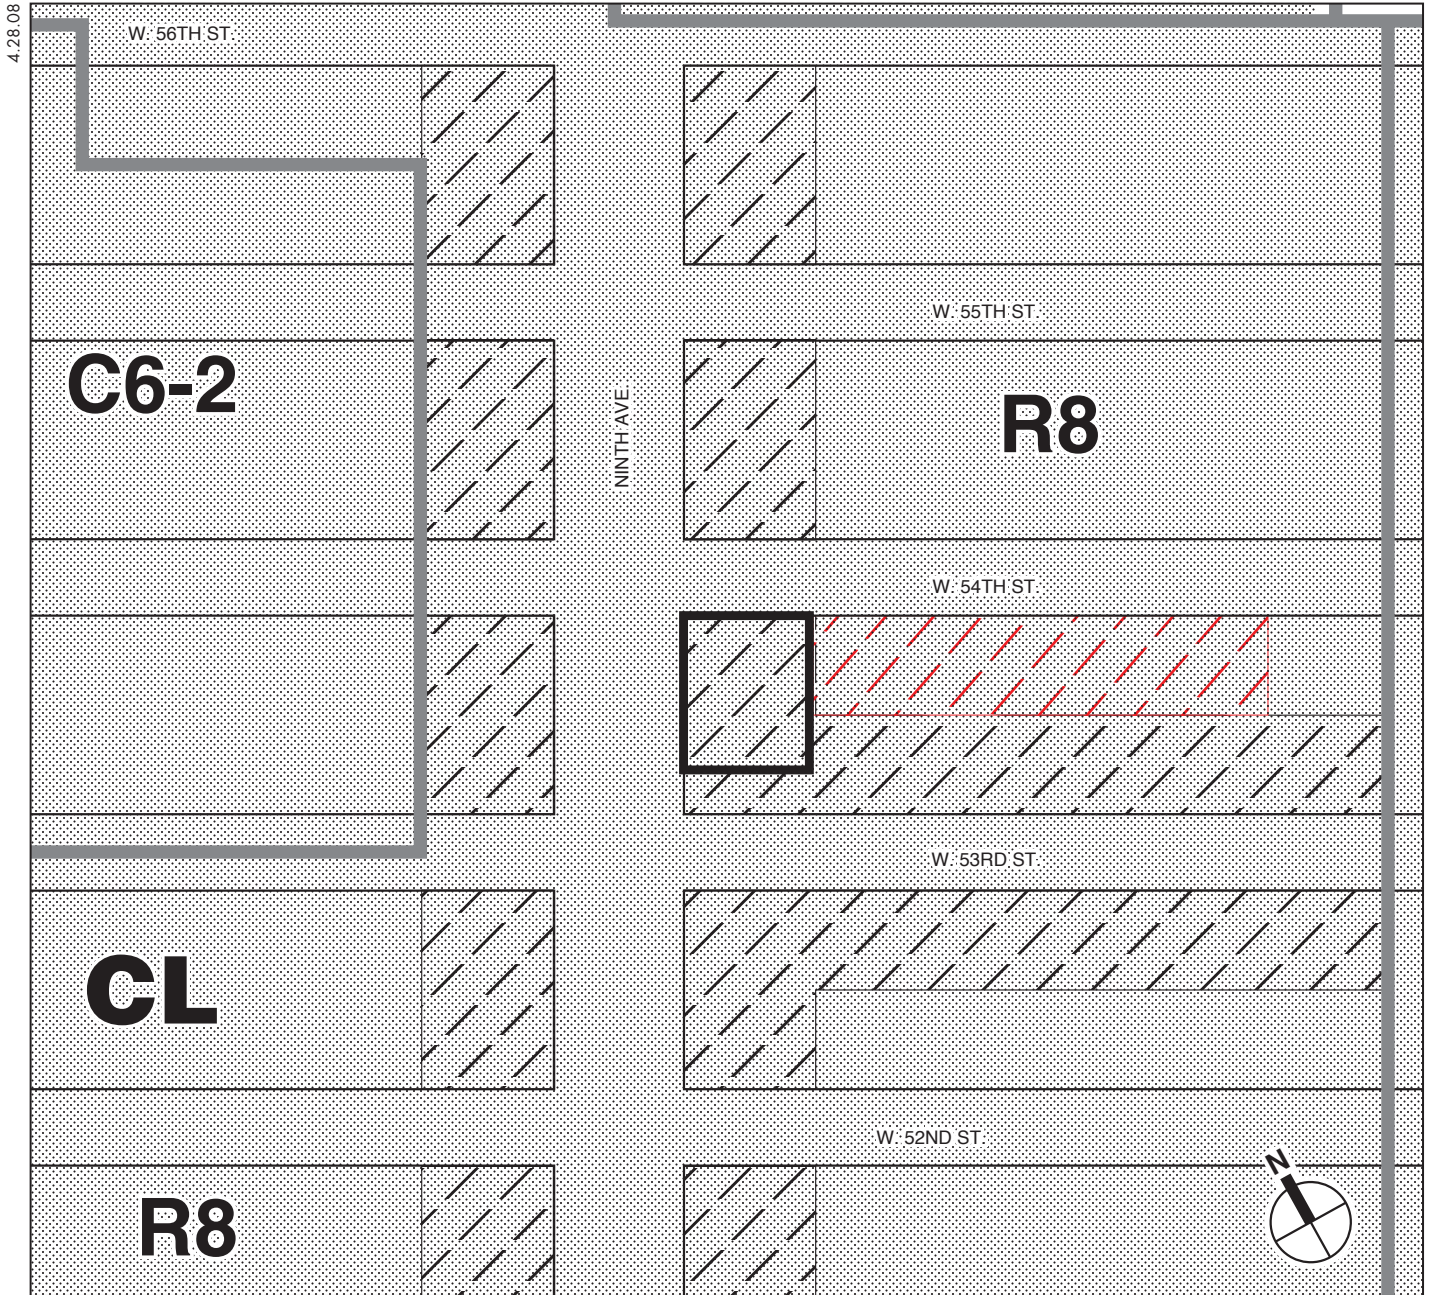 4.28.08
W. 56TH ST.
W. 55TH ST.
C6-2
NINTH AVE.
R8
W. 54TH ST.
W. 53RD ST.
CL
W. 52ND ST.
N
R8